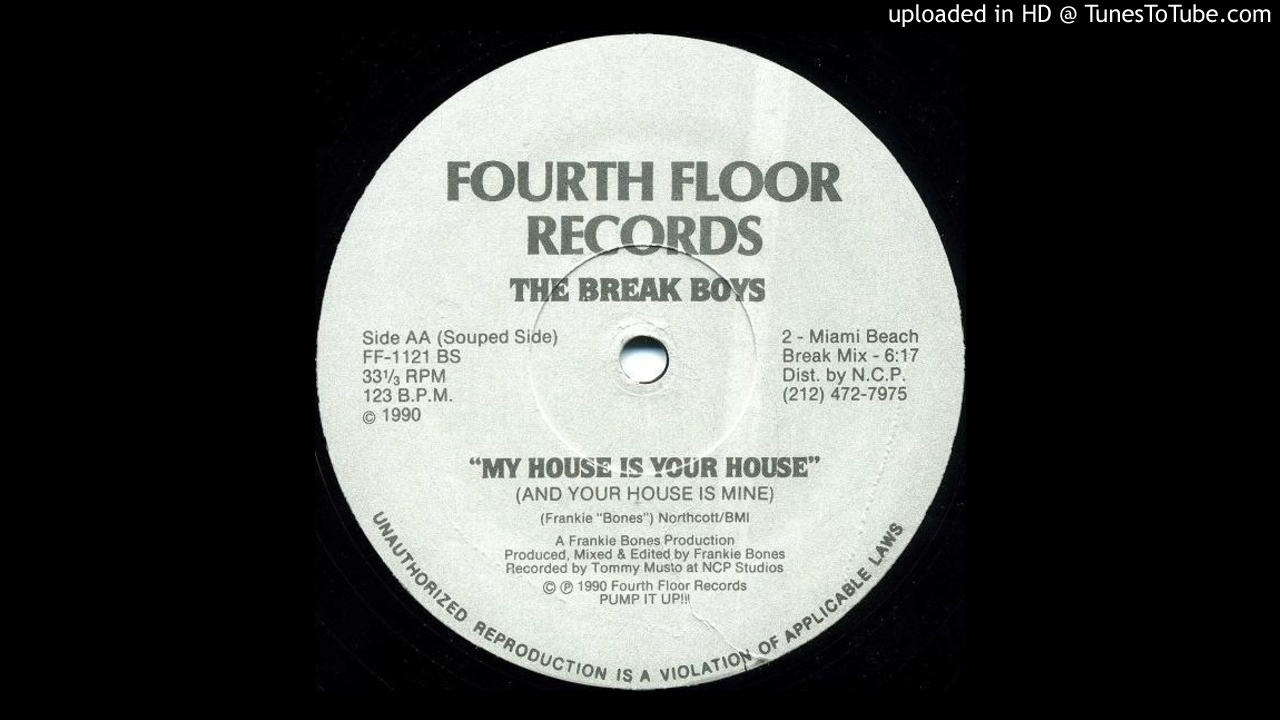 uploaded in HD @ TunesToTube.com
FOURTH FLOOR
RECORDS
THE BREAK BOYS
Side AA (Souped Side)
FF-1121 BS
33⅓ RPM
123 B.P.M.
© 1990
2 - Miami Beach
Break Mix - 6:17
Dist. by N.C.P.
(212) 472-7975
“MY HOUSE IS YOUR HOUSE”
(AND YOUR HOUSE IS MINE)
(Frankie "Bones") Northcott/BMI
A Frankie Bones Production
Produced, Mixed & Edited by Frankie Bones
Recorded by Tommy Musto at NCP Studios
© ℗ 1990 Fourth Floor Records
PUMP IT UP!!!
UNAUTHORIZED REPRODUCTION IS A VIOLATION OF APPLICABLE LAWS